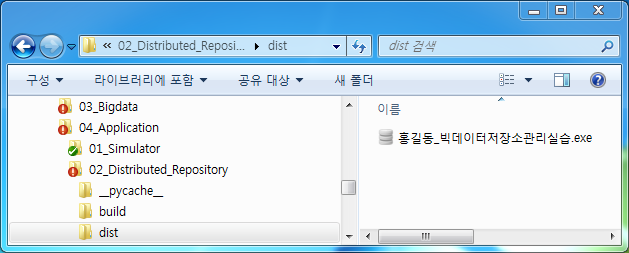 « 02_Distributed_Reposi... ▸ dist
dist 검색
구성 라이브러리에 포함 공유 대상 새 폴더
03_Bigdata
04_Application
01_Simulator
02_Distributed_Repository
__pycache__
build
dist
이름
홍길동_빅데이터저장소관리실습.exe